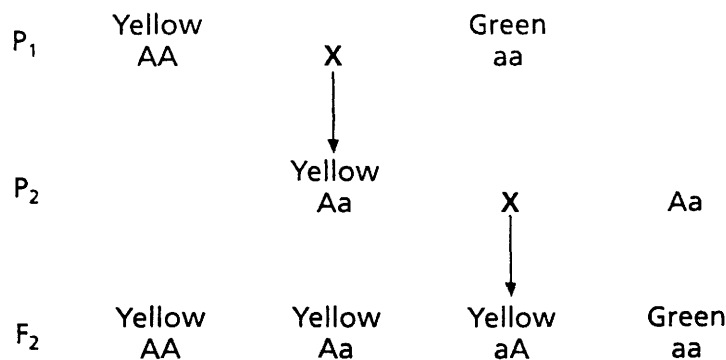 P₁ Yellow Green
AA X aa
P₂ Yellow
Aa X Aa
F₂ Yellow Yellow Yellow Green
AA Aa aA aa